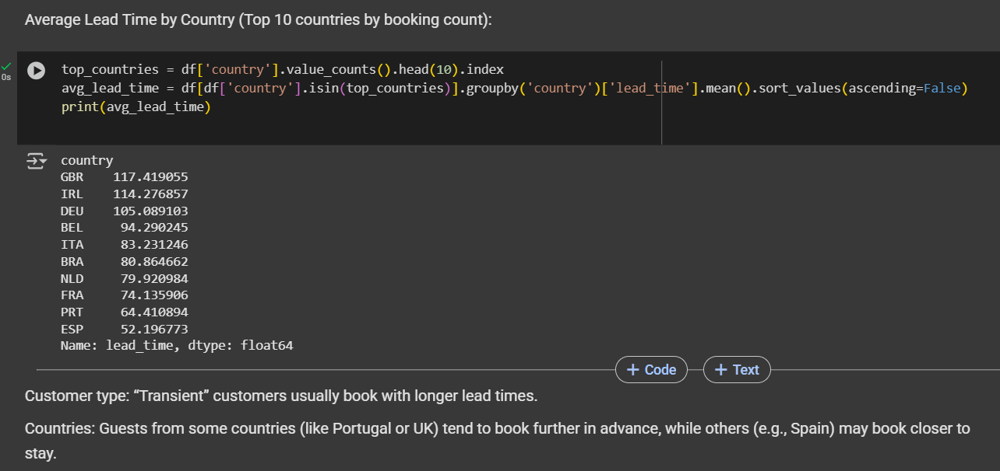 Average Lead Time by Country (Top 10 countries by booking count):
0s
top_countries = df['country'].value_counts().head(10).index
avg_lead_time = df[df['country'].isin(top_countries)].groupby('country')['lead_time'].mean().sort_values(ascending=False)
print(avg_lead_time)
country
GBR    117.419055
IRL    114.276857
DEU    105.089103
BEL     94.290245
ITA     83.231246
BRA     80.864662
NLD     79.920984
FRA     74.135906
PRT     64.410894
ESP     52.196773
Name: lead_time, dtype: float64
+ Code + Text
Customer type: “Transient” customers usually book with longer lead times.
Countries: Guests from some countries (like Portugal or UK) tend to book further in advance, while others (e.g., Spain) may book closer to
stay.